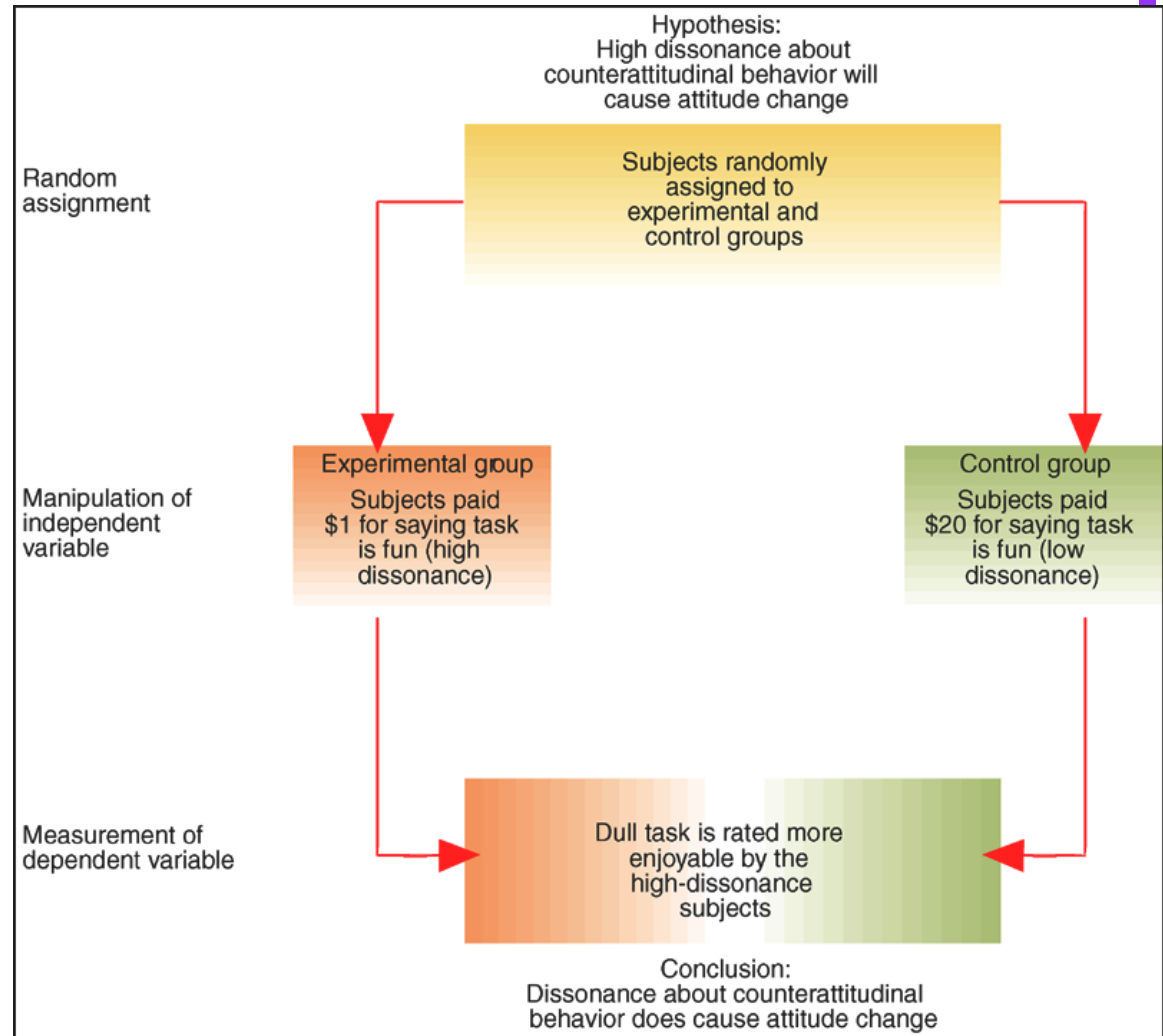 Hypothesis:
High dissonance about
counterattitudinal behavior will
cause attitude change
Random
assignment
Subjects randomly
assigned to
experimental and
control groups
Manipulation of
independent
variable
Experimental group
Subjects paid
$1 for saying task
is fun (high
dissonance)
Control group
Subjects paid
$20 for saying task
is fun (low
dissonance)
Measurement of
dependent variable
Dull task is rated more
enjoyable by the
high-dissonance
subjects
Conclusion:
Dissonance about counterattitudinal
behavior does cause attitude change